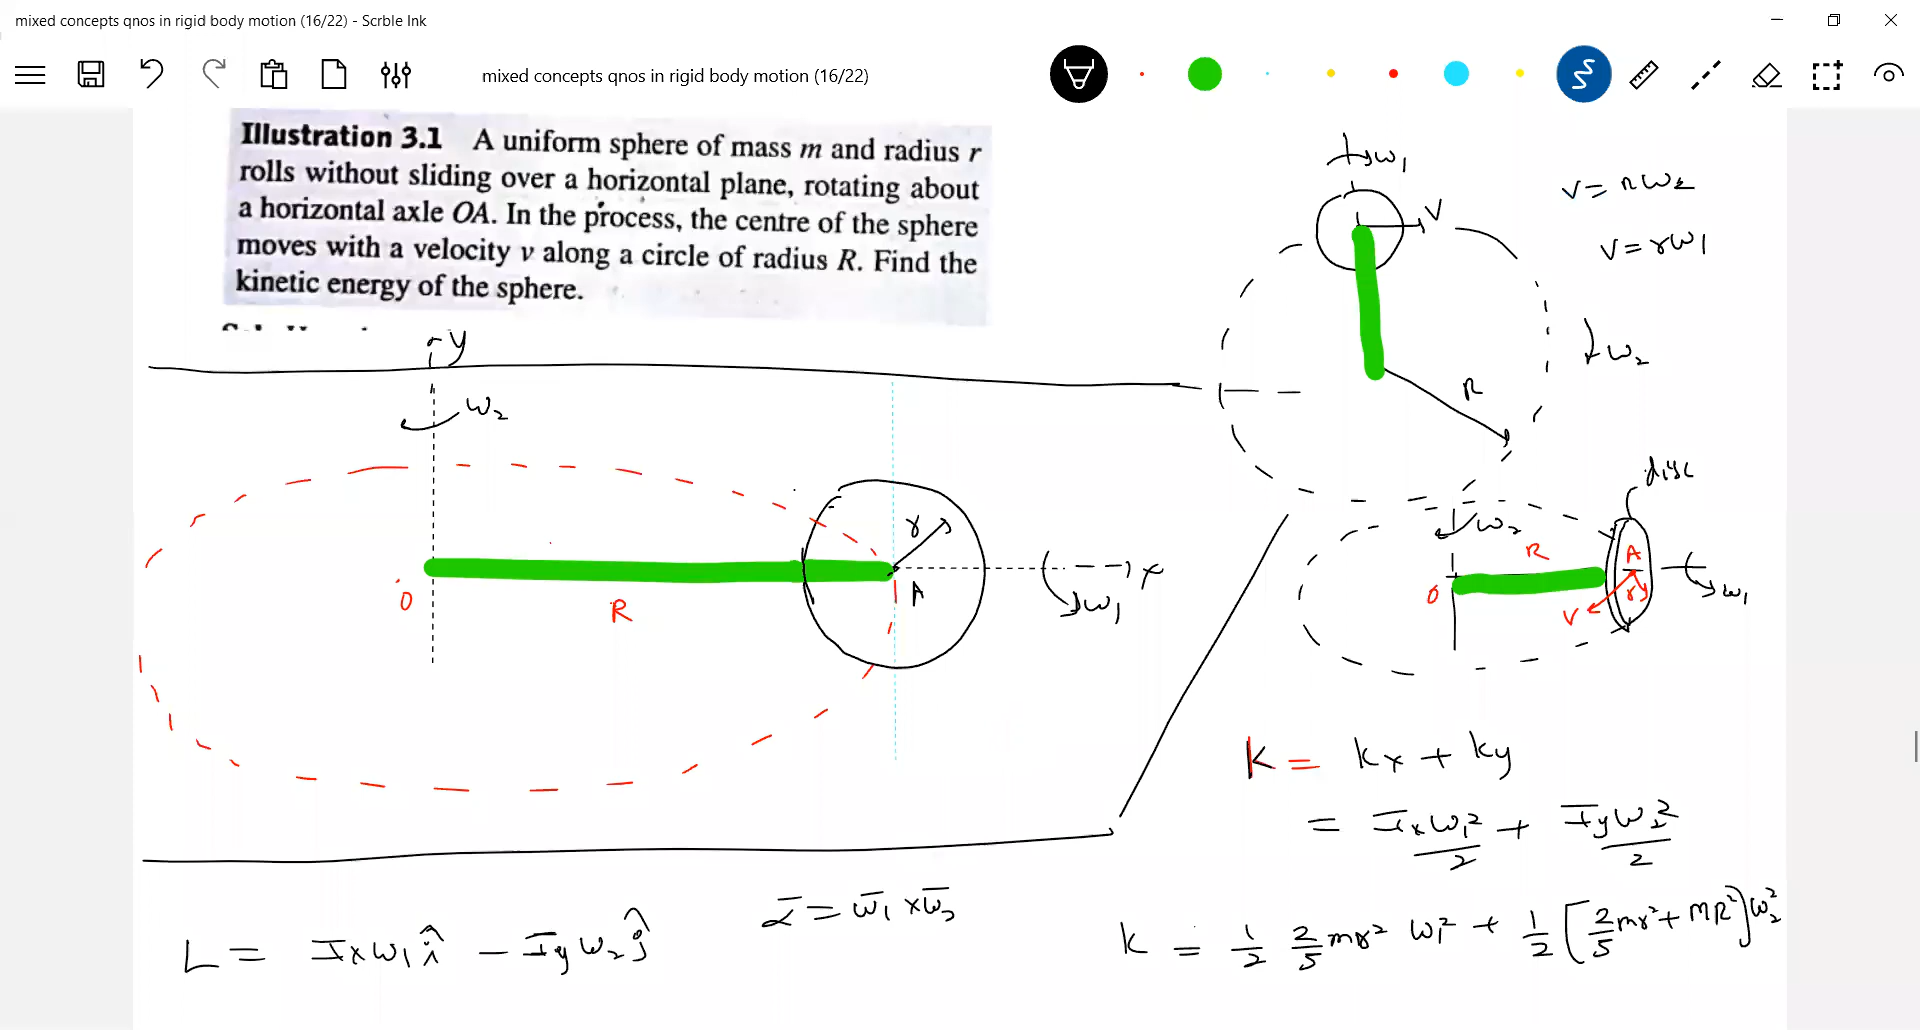 mixed concepts qnos in rigid body motion (16/22) - Scrble Ink
mixed concepts qnos in rigid body motion (16/22)
Illustration 3.1 A uniform sphere of mass m and radius r
rolls without sliding over a horizontal plane, rotating about
a horizontal axle OA. In the process, the centre of the sphere
moves with a velocity v along a circle of radius R. Find the
kinetic energy of the sphere.
ω₁
V
V = Rω₂
V = rω₁
ω₂
R
y
ω₂
r
A
x
ω₁
O
R
disc
ω₂
R
A
O
V
r
ω₁
K = Kx + Ky
= Ixω₁²/2 + Iyω₂²/2
K = 1/2 2/5 mr² ω₁² + 1/2 [2/5 mr² + MR²] ω₂²
α = ω₁ × ω₂
L = Ixω₁ î − Iyω₂ ĵ